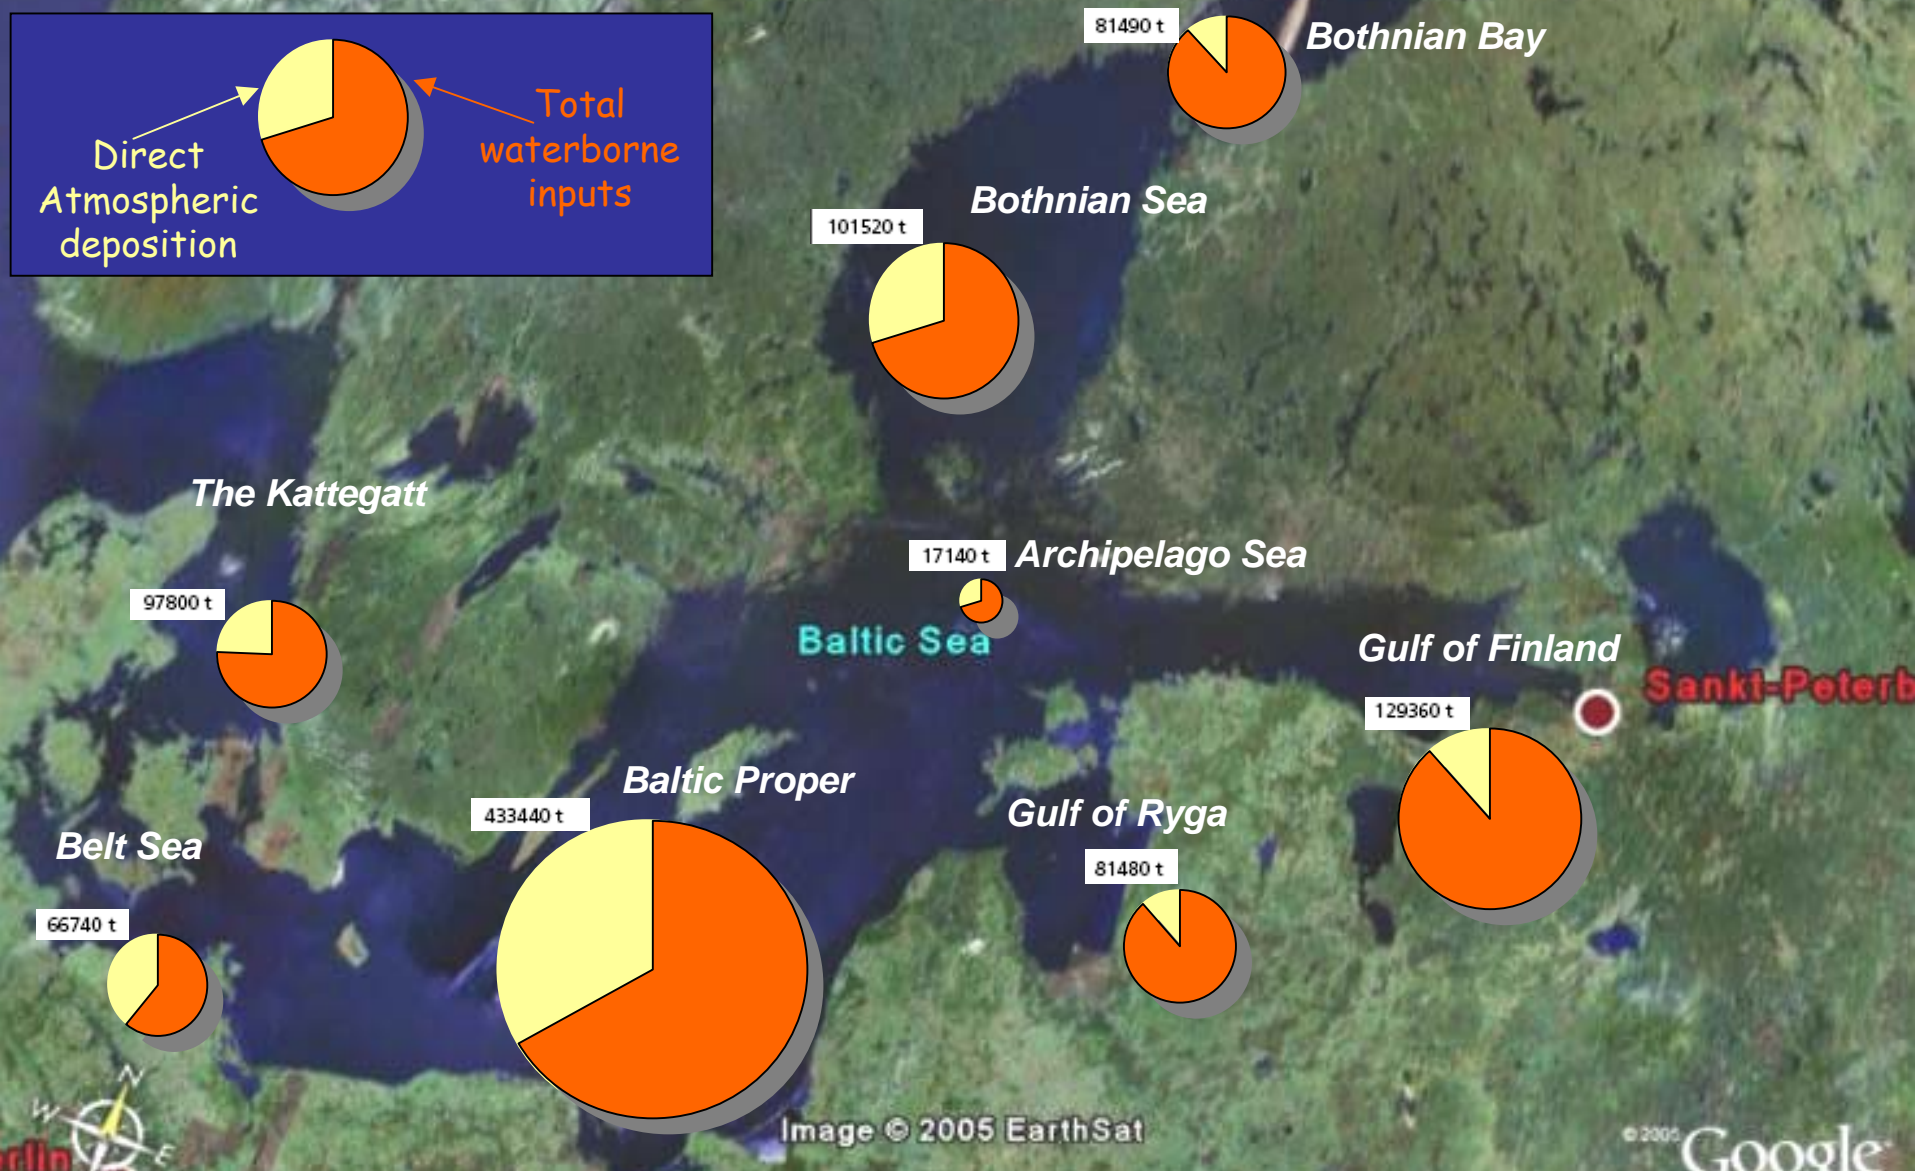 81490 t
Bothnian Bay
Direct
Atmospheric
deposition
Total
waterborne
inputs
101520 t
Bothnian Sea
The Kattegatt
97800 t
17140 t
Archipelago Sea
Baltic Sea
Gulf of Finland
Sankt-Peterb
129360 t
Baltic Proper
433440 t
Gulf of Ryga
81480 t
Belt Sea
66740 t
N
W
E
erlin
Image © 2005 EarthSat
© 2005 Google